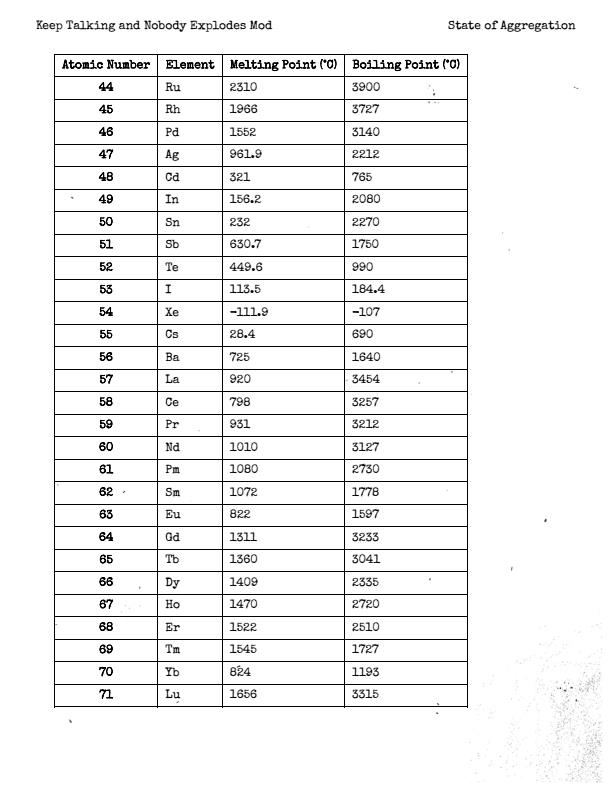 Keep Talking and Nobody Explodes Mod State of Aggregation
Atomic Number Element Melting Point (°C) Boiling Point (°C)
44 Ru 2310 3900
45 Rh 1966 3727
46 Pd 1552 3140
47 Ag 961.9 2212
48 Cd 321 765
49 In 156.2 2080
50 Sn 232 2270
51 Sb 630.7 1750
52 Te 449.6 990
53 I 113.5 184.4
54 Xe -111.9 -107
55 Cs 28.4 690
56 Ba 725 1640
57 La 920 3454
58 Ce 798 3257
59 Pr 931 3212
60 Nd 1010 3127
61 Pm 1080 2730
62 Sm 1072 1778
63 Eu 822 1597
64 Gd 1311 3233
65 Tb 1360 3041
66 Dy 1409 2335
67 Ho 1470 2720
68 Er 1522 2510
69 Tm 1545 1727
70 Yb 824 1193
71 Lu 1656 3315